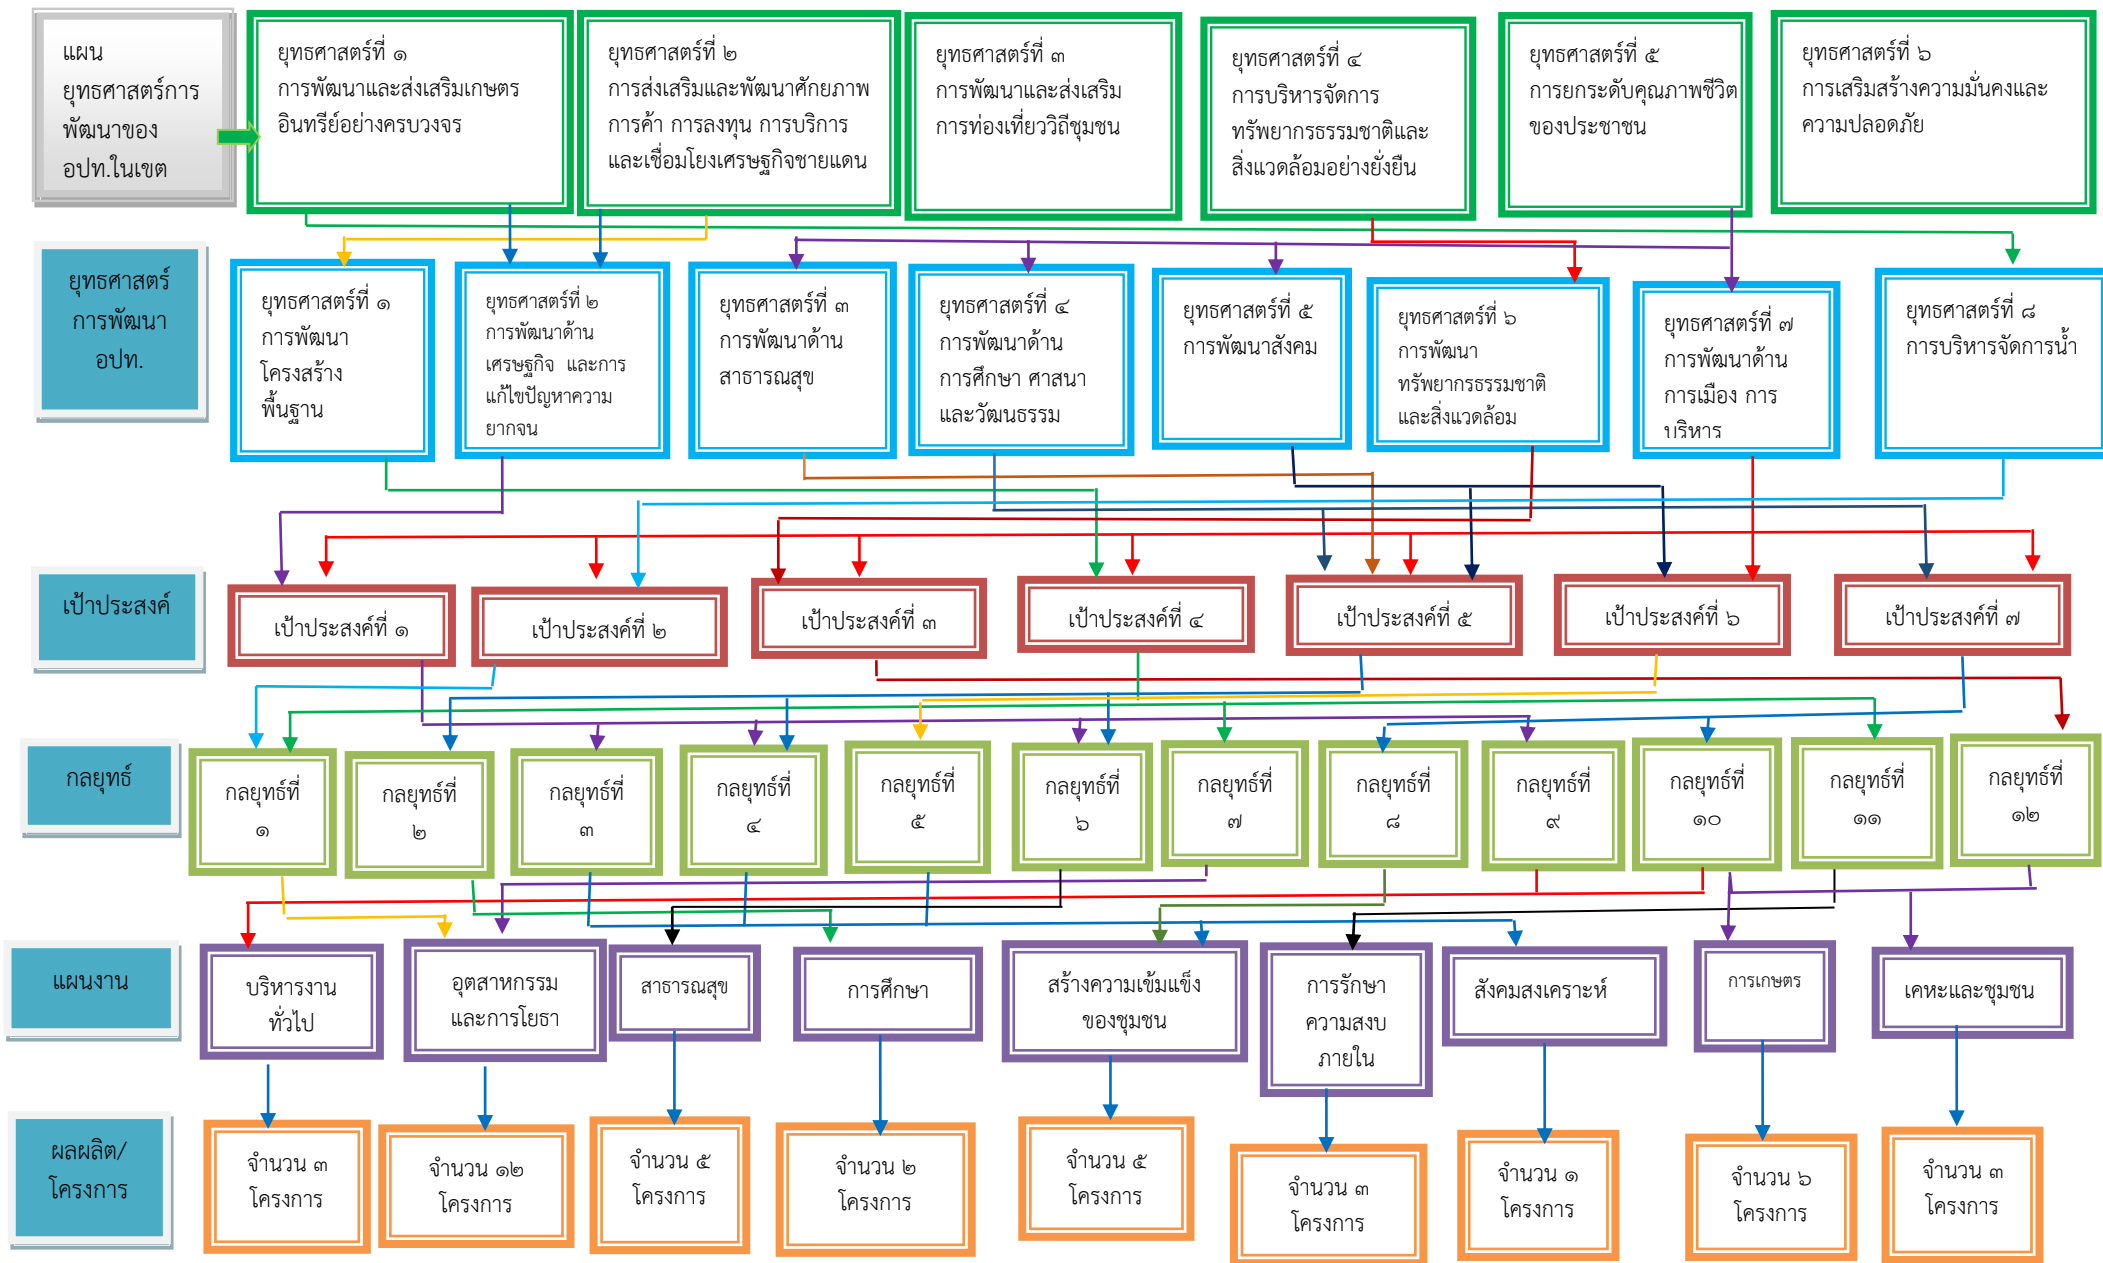 แผน
ยุทธศาสตร์การ
พัฒนาของ
อปท.ในเขต
ยุทธศาสตร์ที่ ๑
การพัฒนาและส่งเสริมเกษตร
อินทรีย์อย่างครบวงจร
ยุทธศาสตร์ที่ ๒
การส่งเสริมและพัฒนาศักยภาพ
การค้า การลงทุน การบริการ
และเชื่อมโยงเศรษฐกิจชายแดน
ยุทธศาสตร์ที่ ๓
การพัฒนาและส่งเสริม
การท่องเที่ยววิถีชุมชน
ยุทธศาสตร์ที่ ๔
การบริหารจัดการ
ทรัพยากรธรรมชาติและ
สิ่งแวดล้อมอย่างยั่งยืน
ยุทธศาสตร์ที่ ๕
การยกระดับคุณภาพชีวิต
ของประชาชน
ยุทธศาสตร์ที่ ๖
การเสริมสร้างความมั่นคงและ
ความปลอดภัย
ยุทธศาสตร์
การพัฒนา
อปท.
ยุทธศาสตร์ที่ ๑
การพัฒนา
โครงสร้าง
พื้นฐาน
ยุทธศาสตร์ที่ ๒
การพัฒนาด้าน
เศรษฐกิจ และการ
แก้ไขปัญหาความ
ยากจน
ยุทธศาสตร์ที่ ๓
การพัฒนาด้าน
สาธารณสุข
ยุทธศาสตร์ที่ ๔
การพัฒนาด้าน
การศึกษา ศาสนา
และวัฒนธรรม
ยุทธศาสตร์ที่ ๕
การพัฒนาสังคม
ยุทธศาสตร์ที่ ๖
การพัฒนา
ทรัพยากรธรรมชาติ
และสิ่งแวดล้อม
ยุทธศาสตร์ที่ ๗
การพัฒนาด้าน
การเมือง การ
บริหาร
ยุทธศาสตร์ที่ ๘
การบริหารจัดการน้ำ
เป้าประสงค์
เป้าประสงค์ที่ ๑
เป้าประสงค์ที่ ๒
เป้าประสงค์ที่ ๓
เป้าประสงค์ที่ ๔
เป้าประสงค์ที่ ๕
เป้าประสงค์ที่ ๖
เป้าประสงค์ที่ ๗
กลยุทธ์
กลยุทธ์ที่
๑
กลยุทธ์ที่
๒
กลยุทธ์ที่
๓
กลยุทธ์ที่
๔
กลยุทธ์ที่
๕
กลยุทธ์ที่
๖
กลยุทธ์ที่
๗
กลยุทธ์ที่
๘
กลยุทธ์ที่
๙
กลยุทธ์ที่
๑๐
กลยุทธ์ที่
๑๑
กลยุทธ์ที่
๑๒
แผนงาน
บริหารงาน
ทั่วไป
อุตสาหกรรม
และการโยธา
สาธารณสุข
การศึกษา
สร้างความเข้มแข็ง
ของชุมชน
การรักษา
ความสงบ
ภายใน
สังคมสงเคราะห์
การเกษตร
เคหะและชุมชน
ผลผลิต/
โครงการ
จำนวน ๓
โครงการ
จำนวน ๑๒
โครงการ
จำนวน ๕
โครงการ
จำนวน ๒
โครงการ
จำนวน ๕
โครงการ
จำนวน ๓
โครงการ
จำนวน ๑
โครงการ
จำนวน ๖
โครงการ
จำนวน ๓
โครงการ